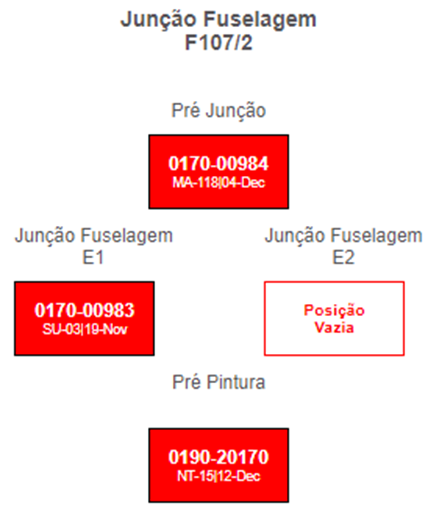 Junção Fuselagem
F107/2
Pré Junção
0170-00984
MA-118|04-Dec
Junção Fuselagem
E1
Junção Fuselagem
E2
0170-00983
SU-03|19-Nov
Posição
Vazia
Pré Pintura
0190-20170
NT-15|12-Dec